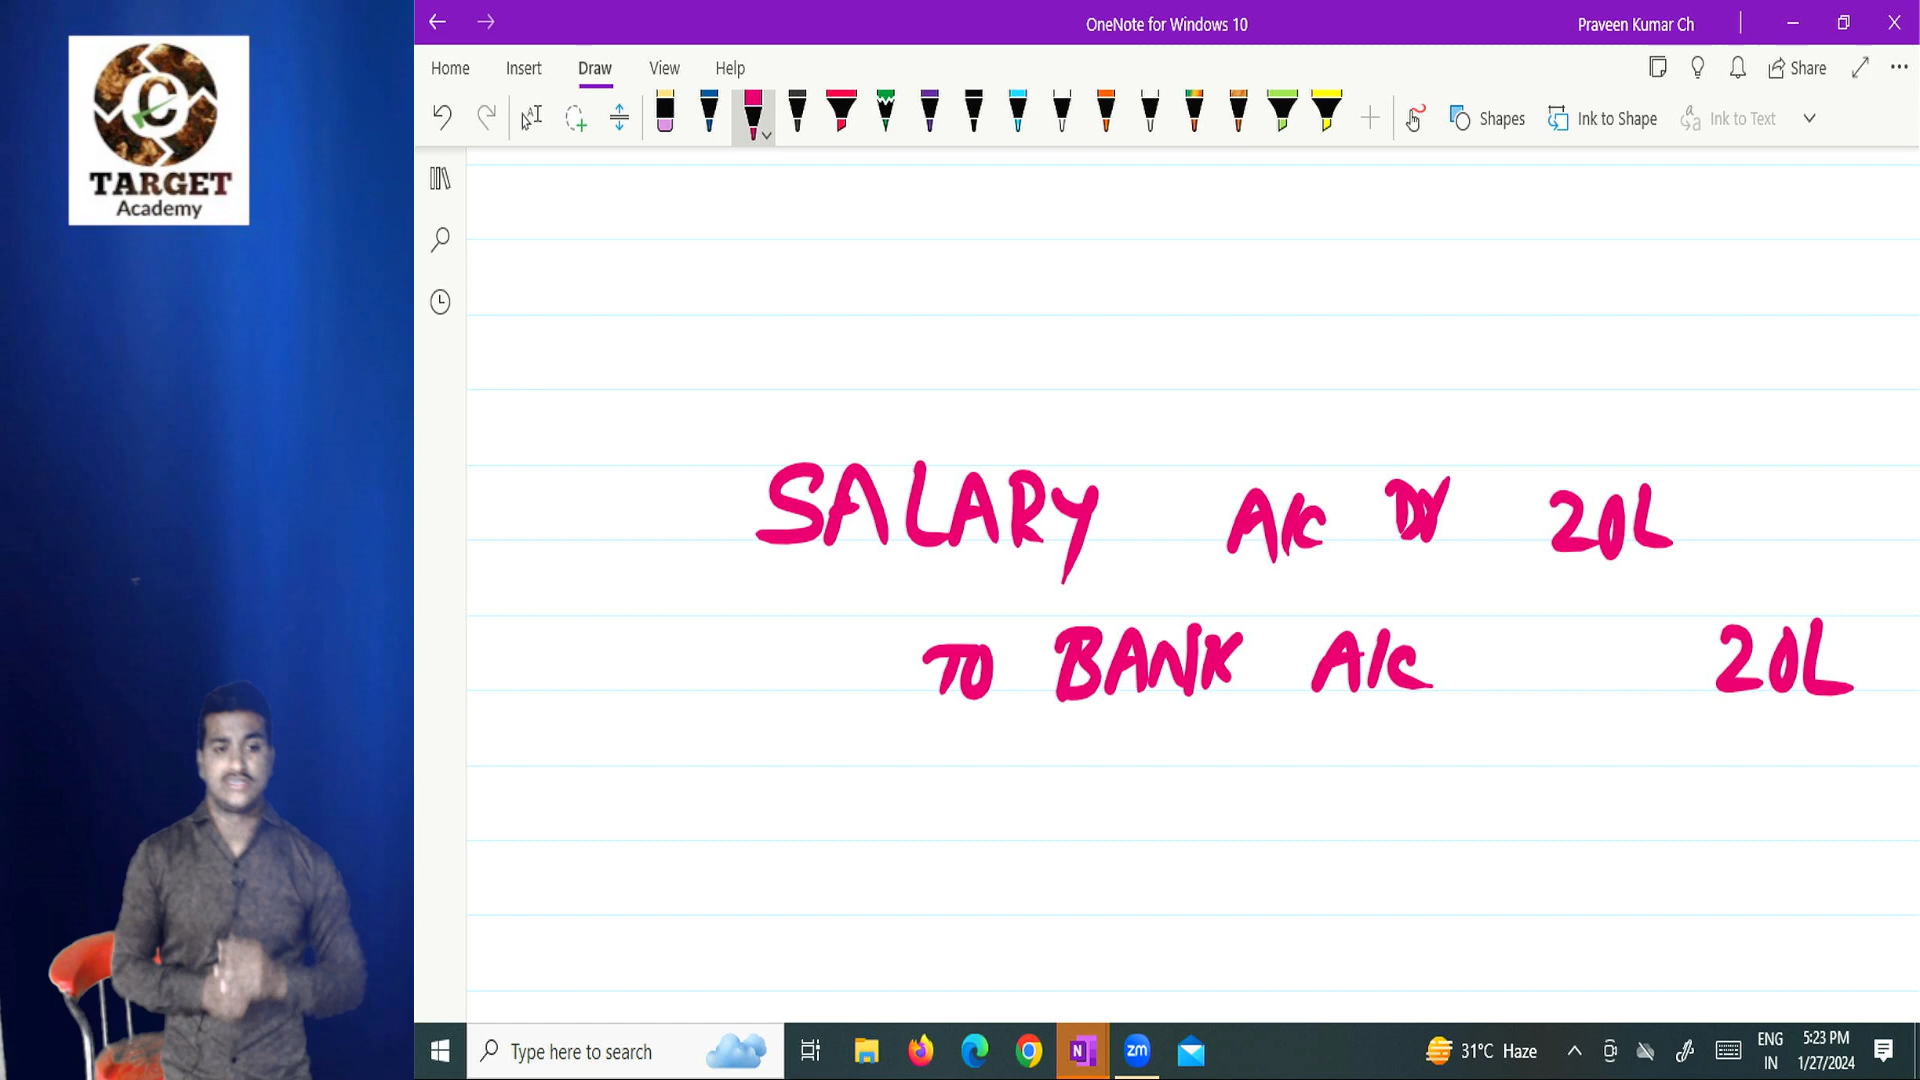 OneNote for Windows 10
Praveen Kumar Ch
Home Insert Draw View Help
Share
Shapes Ink to Shape Ink to Text
TARGET
Academy
SALARY A/c Dr 20L
TO BANK A/c 20L
Type here to search
zm
31°C Haze
ENG
IN
5:23 PM
1/27/2024